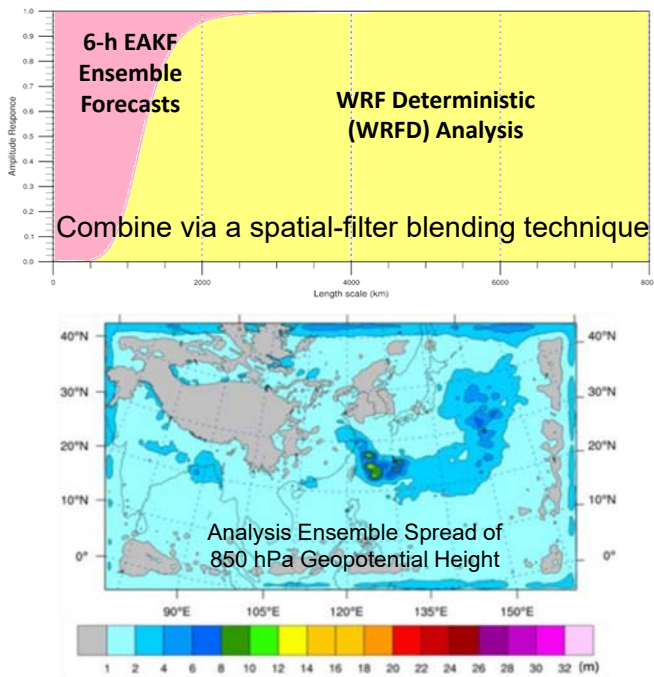 1.0
0.9
0.8
0.7
0.6
0.5
0.4
0.3
0.2
0.1
0.0
Amplitude Responce
6-h EAKF
Ensemble
Forecasts
WRF Deterministic
(WRFD) Analysis
Combine via a spatial-filter blending technique
0 2000 4000 6000 800
Length scale (km)
40°N 40°N
30°N 30°N
20°N 20°N
10°N 10°N
0° 0°
Analysis Ensemble Spread of
850 hPa Geopotential Height
90°E 105°E 120°E 135°E 150°E
1 2 4 6 8 10 12 14 16 18 20 22 24 26 28 30 32 (m)